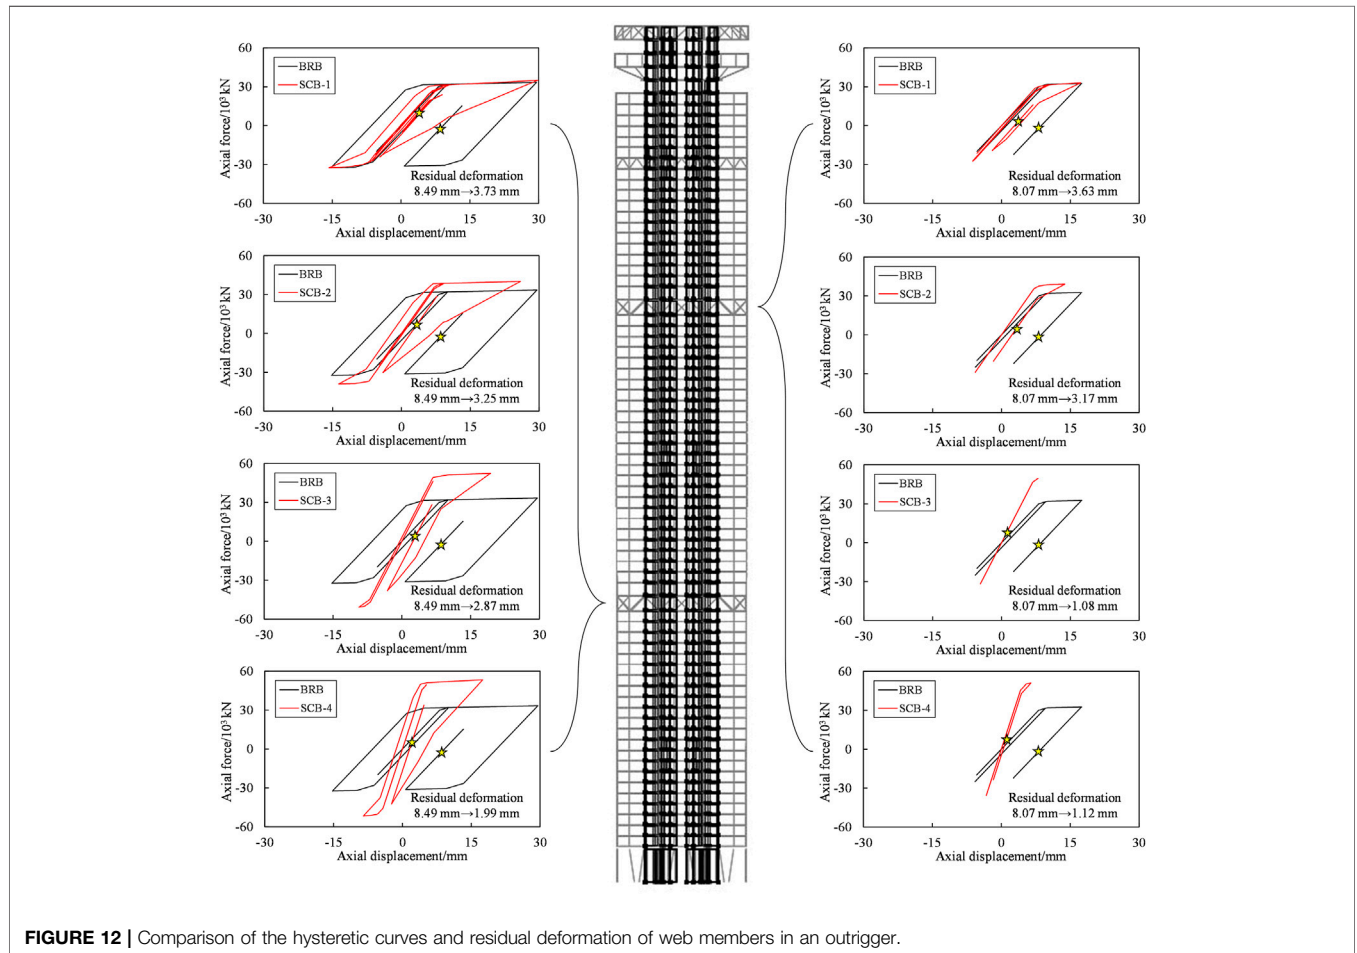 60
30
0
-30
-60
Axial force/10³ kN
BRB
SCB-1
Residual deformation
8.49 mm→3.73 mm
-30 -15 0 15 30
Axial displacement/mm
60
30
0
-30
-60
Axial force/10³ kN
BRB
SCB-2
Residual deformation
8.49 mm→3.25 mm
-30 -15 0 15 30
Axial displacement/mm
60
30
0
-30
-60
Axial force/10³ kN
BRB
SCB-3
Residual deformation
8.49 mm→2.87 mm
-30 -15 0 15 30
Axial displacement/mm
60
30
0
-30
-60
Axial force/10³ kN
BRB
SCB-4
Residual deformation
8.49 mm→1.99 mm
-30 -15 0 15 30
Axial displacement/mm
60
30
0
-30
-60
Axial force/10³ kN
BRB
SCB-1
Residual deformation
8.07 mm→3.63 mm
-30 -15 0 15 30
Axial displacement/mm
60
30
0
-30
-60
Axial force/10³ kN
BRB
SCB-2
Residual deformation
8.07 mm→3.17 mm
-30 -15 0 15 30
Axial displacement/mm
60
30
0
-30
-60
Axial force/10³ kN
BRB
SCB-3
Residual deformation
8.07 mm→1.08 mm
-30 -15 0 15 30
Axial displacement/mm
60
30
0
-30
-60
Axial force/10³ kN
BRB
SCB-4
Residual deformation
8.07 mm→1.12 mm
-30 -15 0 15 30
Axial displacement/mm
FIGURE 12 | Comparison of the hysteretic curves and residual deformation of web members in an outrigger.